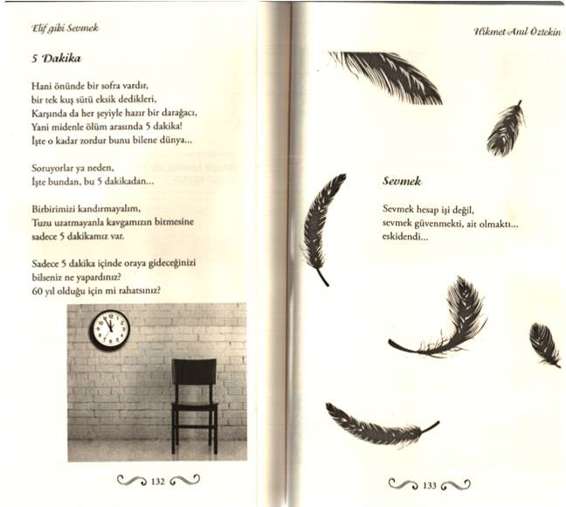 Elif gibi Sevmek
5 Dakika
Hani önünde bir sofra vardır,
bir tek kuş sütü eksik dedikleri,
Karşında da her şeyiyle hazır bir darağacı,
Yani midenle ölüm arasında 5 dakika!
İşte o kadar zordur bunu bilene dünya...
Soruyorlar ya neden,
İşte bundan, bu 5 dakikadan...
Birbirimizi kandırmayalım,
Tuzu uzatmayanla kavgamızın bitmesine
sadece 5 dakikamız var.
Sadece 5 dakika içinde oraya gideceğinizi
bilseniz ne yapardınız?
60 yıl olduğu için mi rahatsınız?
132
Hikmet Anıl Öztekin
Sevmek
Sevmek hesap işi değil,
sevmek güvenmekti, ait olmaktı...
eskidendi...
133